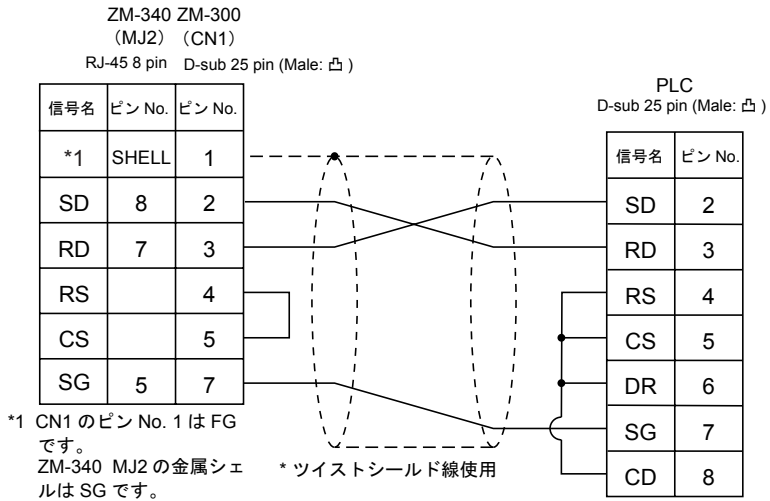 ZM-340 ZM-300
（MJ2） （CN1）
RJ-45 8 pin D-sub 25 pin (Male: 凸 )
信号名 ピン No. ピン No.
*1 SHELL 1
SD 8 2
RD 7 3
RS 4
CS 5
SG 5 7
PLC
D-sub 25 pin (Male: 凸 )
信号名 ピン No.
SD 2
RD 3
RS 4
CS 5
DR 6
SG 7
CD 8
*1 CN1 のピン No. 1 は FG
です。
ZM-340 MJ2 の金属シェ
ルは SG です。
* ツイストシールド線使用